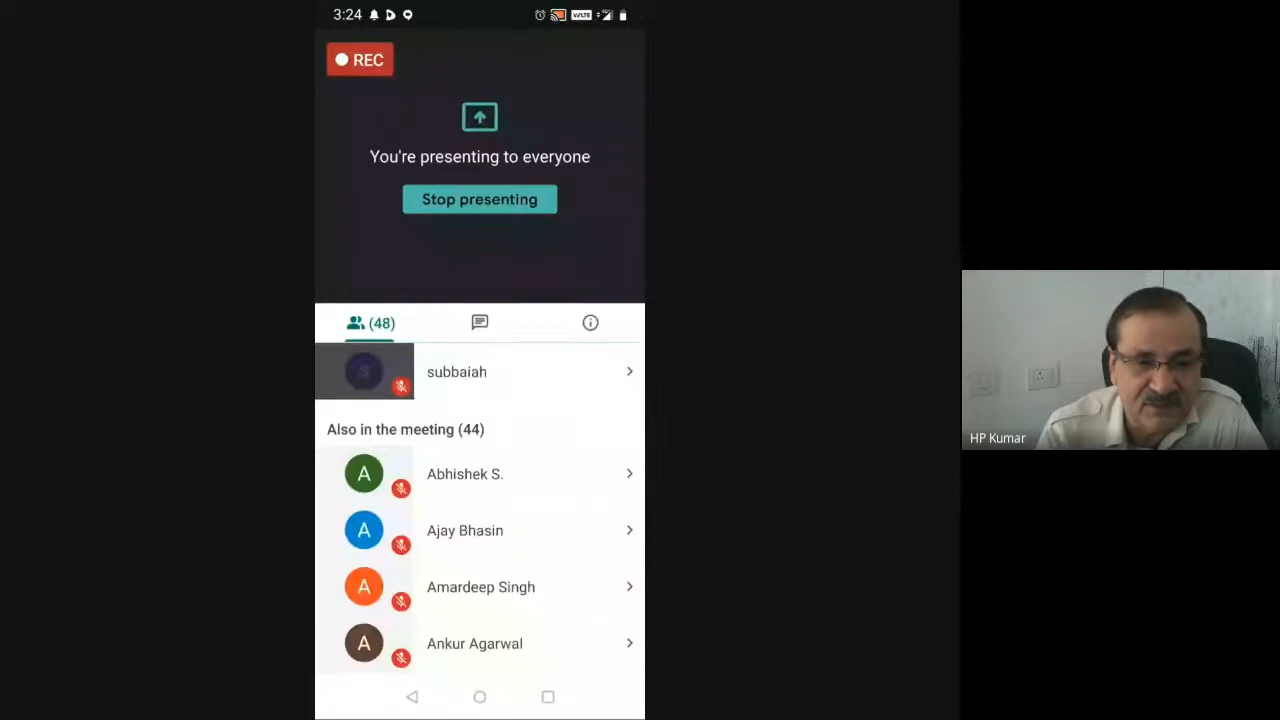 3:24
VoLTE
REC
You're presenting to everyone
Stop presenting
(48)
S
subbaiah
Also in the meeting (44)
A
Abhishek S.
A
Ajay Bhasin
A
Amardeep Singh
A
Ankur Agarwal
HP Kumar